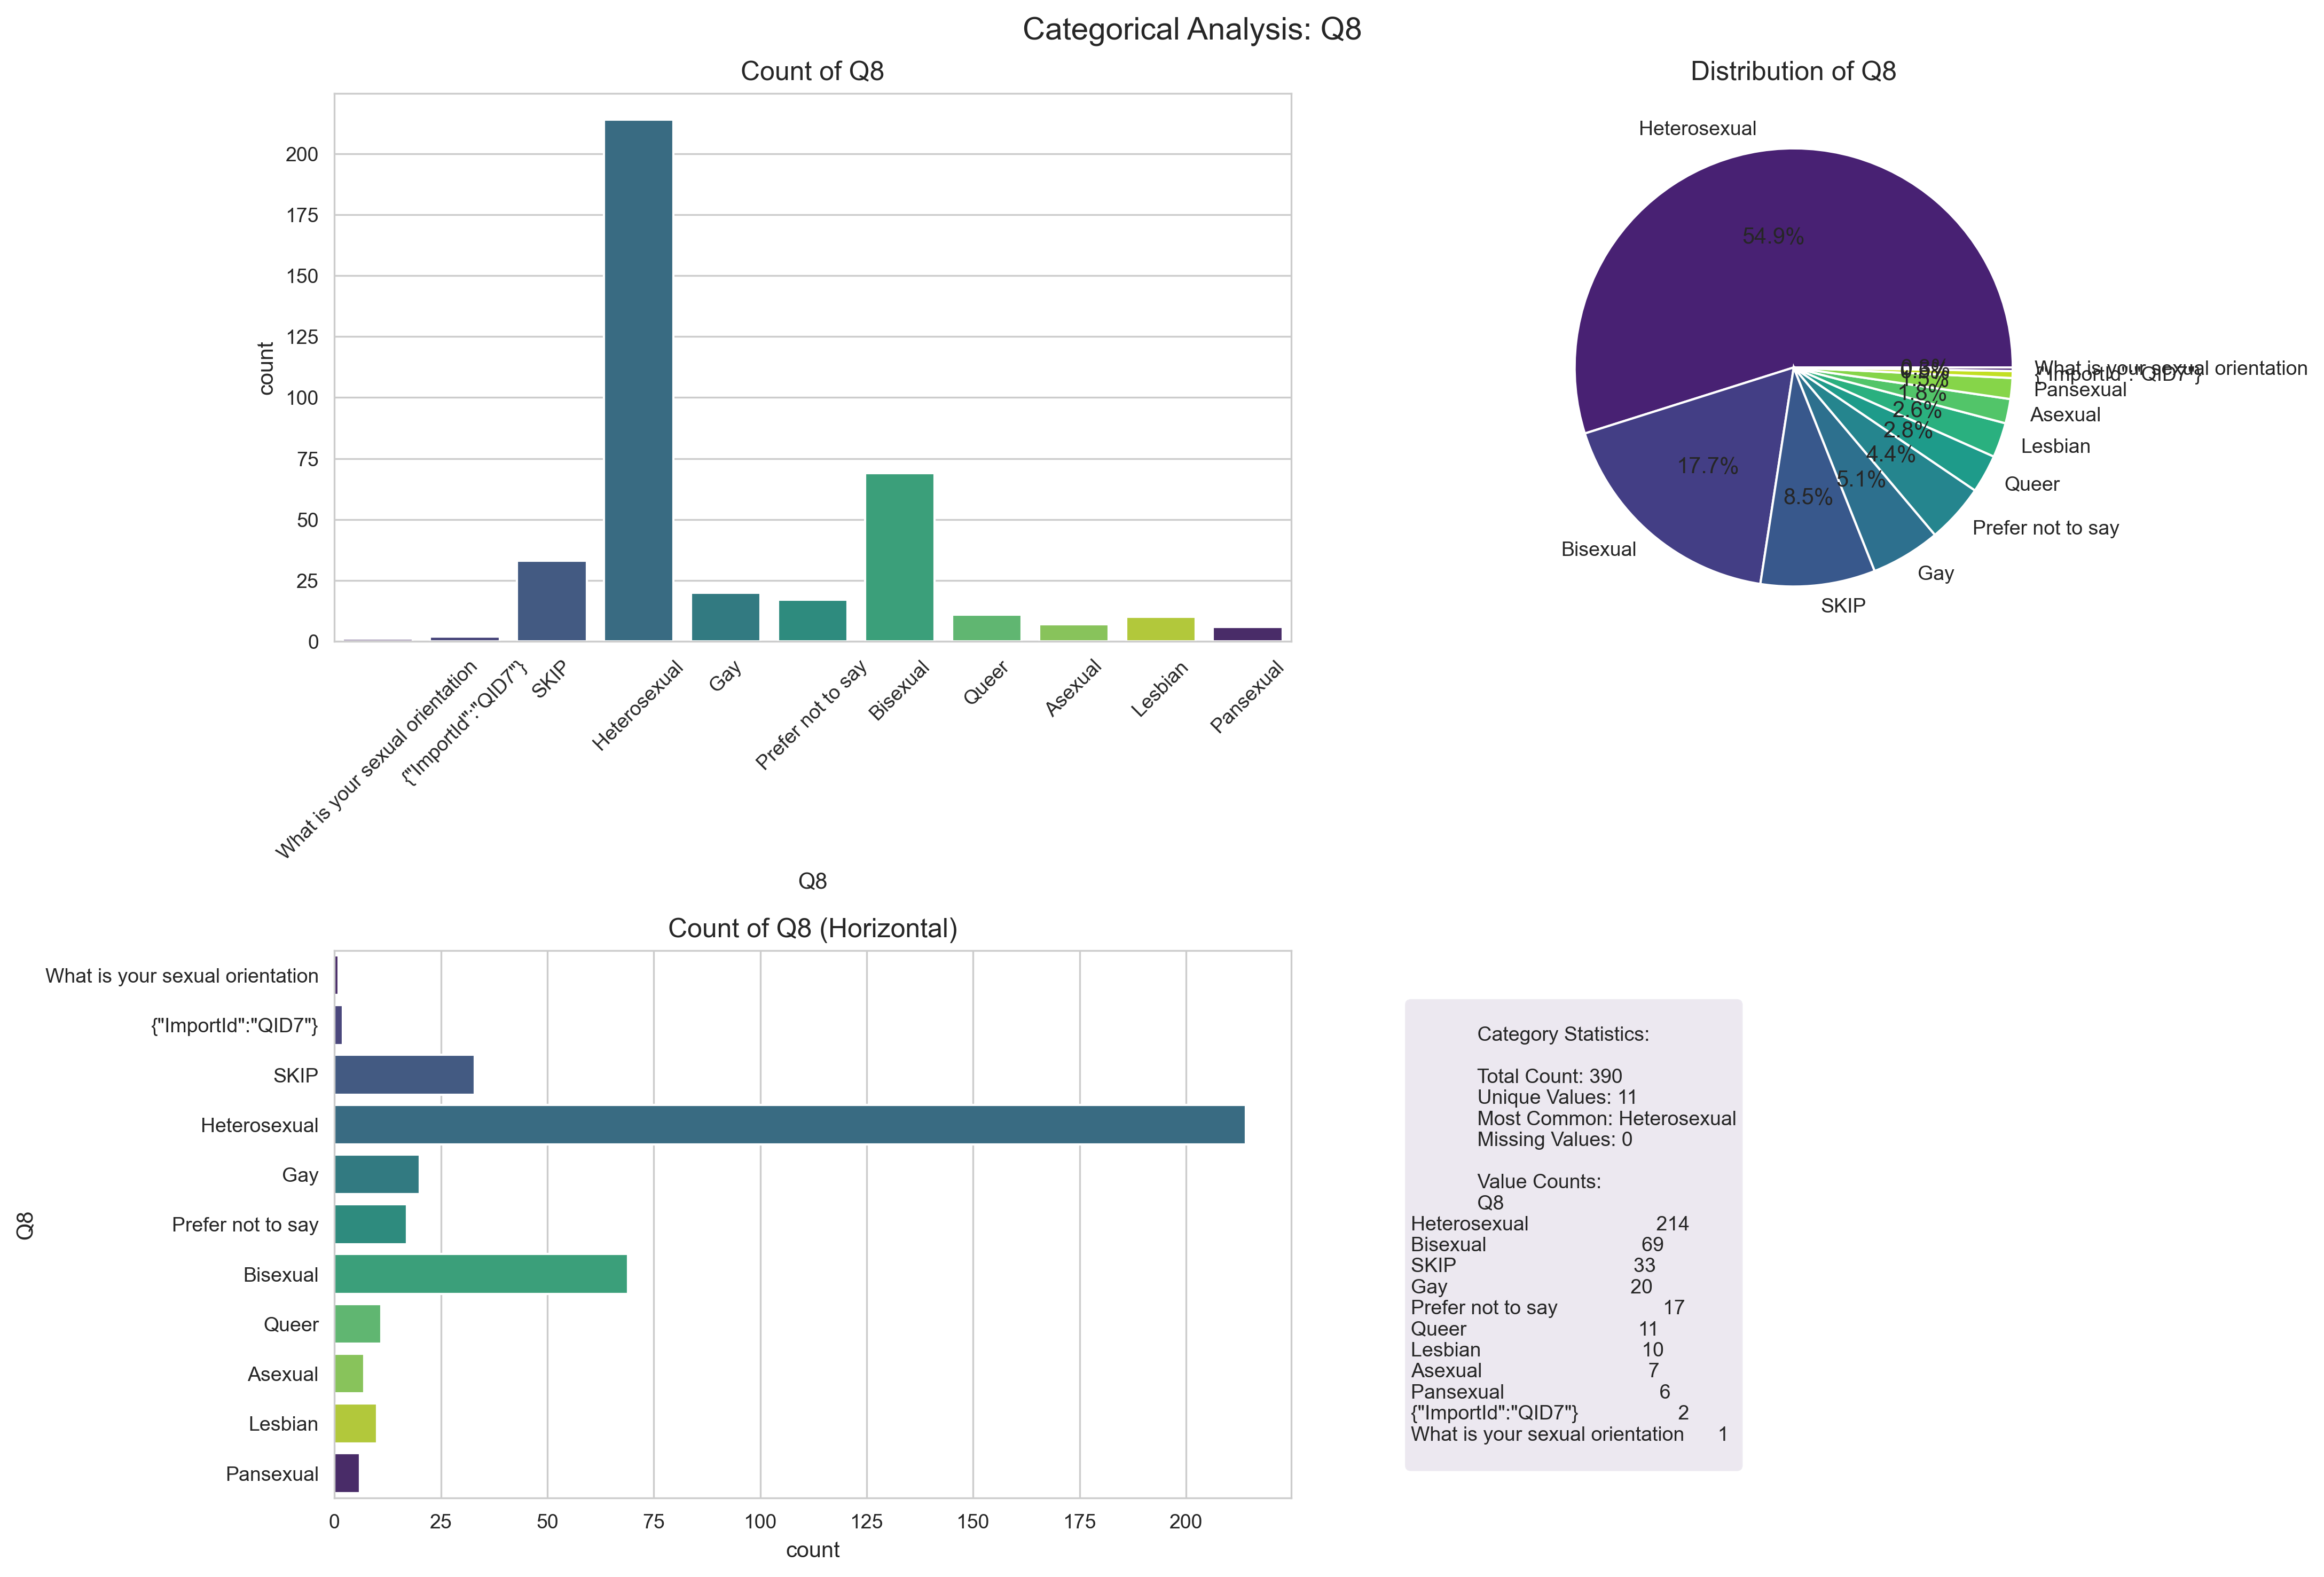 Categorical Analysis: Q8
Count of Q8
count
200
175
150
125
100
75
50
25
0
What is your sexual orientation
{"ImportId":"QID7"}
SKIP
Heterosexual
Gay
Prefer not to say
Bisexual
Queer
Asexual
Lesbian
Pansexual
Q8
Distribution of Q8
Heterosexual
54.9%
What is your sexual orientation
{"ImportId":"QID7"}
Pansexual
1.5%
Asexual
1.8%
Lesbian
2.6%
Queer
2.8%
Prefer not to say
4.4%
Gay
5.1%
SKIP
8.5%
Bisexual
17.7%
Count of Q8 (Horizontal)
Q8
What is your sexual orientation
{"ImportId":"QID7"}
SKIP
Heterosexual
Gay
Prefer not to say
Bisexual
Queer
Asexual
Lesbian
Pansexual
0 25 50 75 100 125 150 175 200
count
Category Statistics:
Total Count: 390
Unique Values: 11
Most Common: Heterosexual
Missing Values: 0
Value Counts:
Q8
Heterosexual 214
Bisexual 69
SKIP 33
Gay 20
Prefer not to say 17
Queer 11
Lesbian 10
Asexual 7
Pansexual 6
{"ImportId":"QID7"} 2
What is your sexual orientation 1